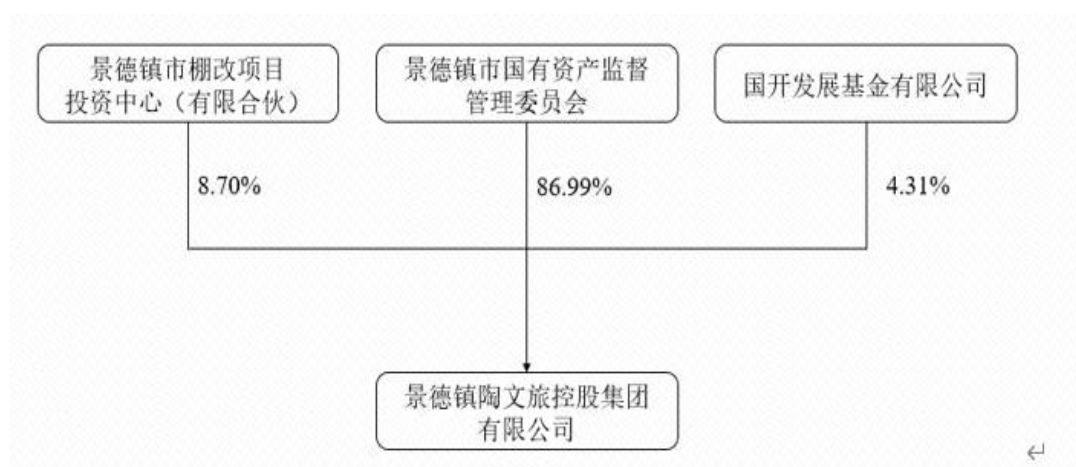 景德镇市棚改项目
投资中心（有限合伙）
景德镇市国有资产监督
管理委员会
国开发展基金有限公司
8.70%
86.99%
4.31%
景德镇陶文旅控股集团
有限公司